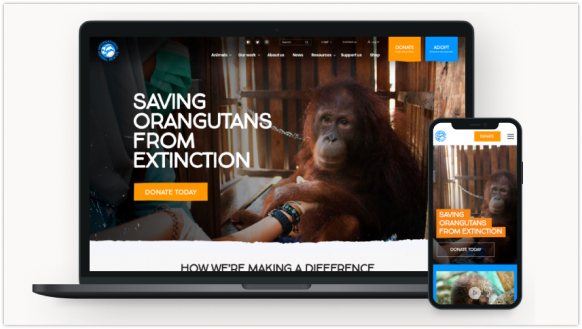 Search
Animals Our work About us News Resources Support us Shop
DONATE
ADOPT
SAVING
ORANGUTANS
FROM
EXTINCTION
DONATE TODAY
HOW WE'RE MAKING A DIFFERENCE
DONATE
SAVING
ORANGUTANS
FROM EXTINCTION
DONATE TODAY